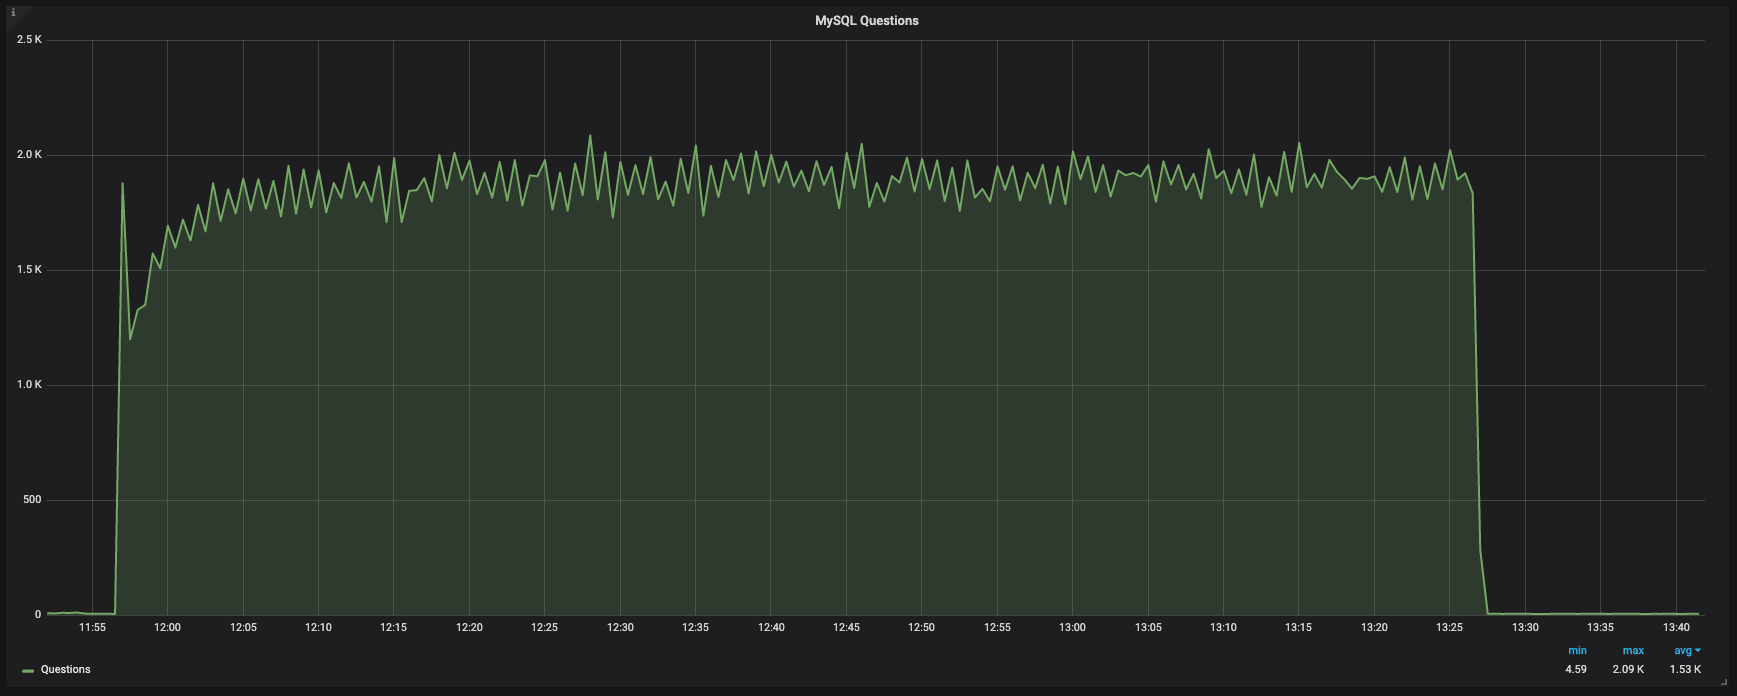 i
MySQL Questions
2.5 K
2.0 K
1.5 K
1.0 K
500
0
11:55 12:00 12:05 12:10 12:15 12:20 12:25 12:30 12:35 12:40 12:45 12:50 12:55 13:00 13:05 13:10 13:15 13:20 13:25 13:30 13:35 13:40
min max avg
Questions 4.59 2.09 K 1.53 K